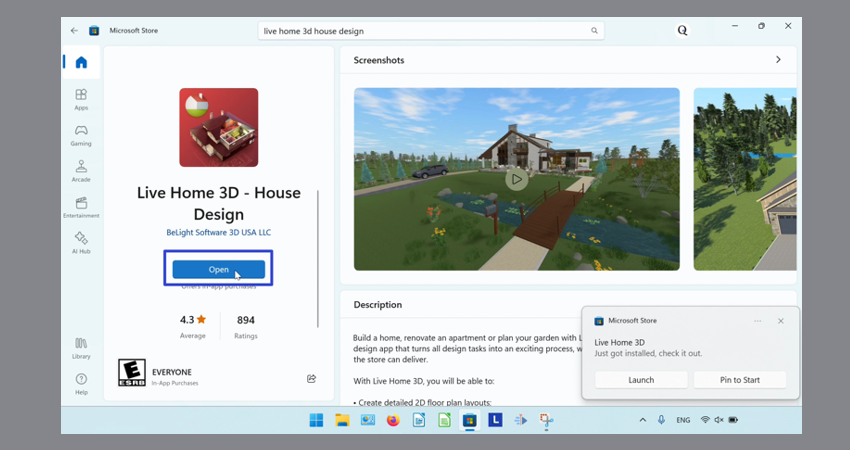 Microsoft Store
live home 3d house design
Q
Apps
Gaming
Arcade
Entertainment
AI Hub
Library
Help
Live Home 3D - House
Design
BeLight Software 3D USA LLC
Open
Offers in-app purchases
4.3 ★
Average
894
Ratings
E
ESRB
EVERYONE
In-App Purchases
Screenshots
Description
Build a home, renovate an apartment or plan your garden with L
design app that turns all design tasks into an exciting process, w
the store can deliver.
With Live Home 3D, you will be able to:
• Create detailed 2D floor plan layouts;
Microsoft Store
Live Home 3D
Just got installed, check it out.
Launch
Pin to Start
L
ENG